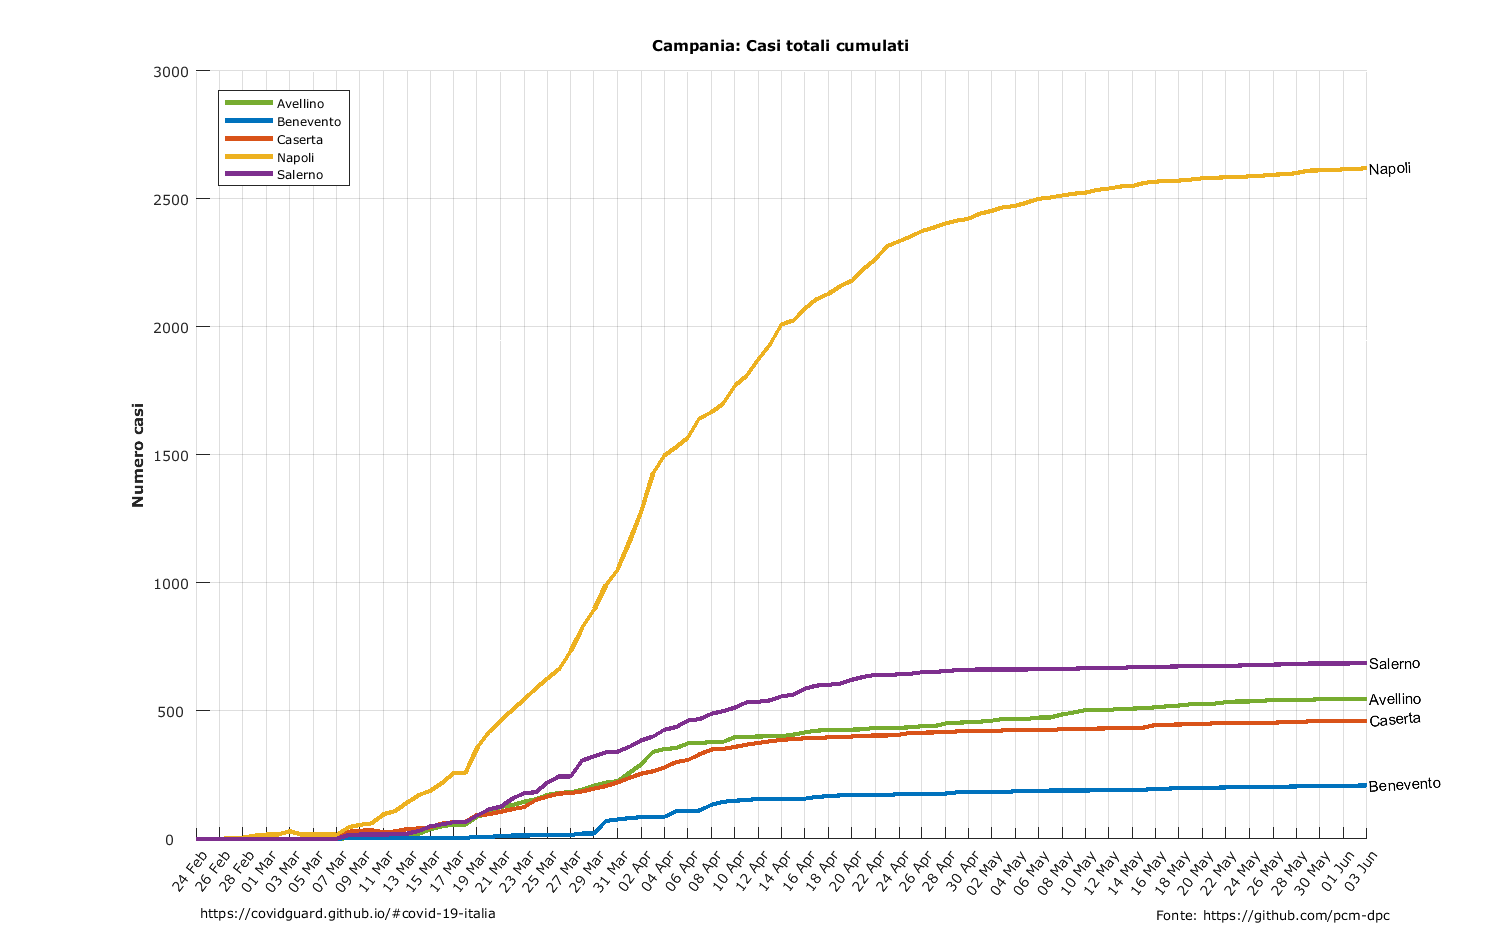 Campania: Casi totali cumulati
3000
2500
2000
1500
1000
500
0
Numero casi
Avellino
Benevento
Caserta
Napoli
Salerno
Napoli
Salerno
Avellino
Caserta
Benevento
24 Feb
26 Feb
28 Feb
01 Mar
03 Mar
05 Mar
07 Mar
09 Mar
11 Mar
13 Mar
15 Mar
17 Mar
19 Mar
21 Mar
23 Mar
25 Mar
27 Mar
29 Mar
31 Mar
02 Apr
04 Apr
06 Apr
08 Apr
10 Apr
12 Apr
14 Apr
16 Apr
18 Apr
20 Apr
22 Apr
24 Apr
26 Apr
28 Apr
30 Apr
02 May
04 May
06 May
08 May
10 May
12 May
14 May
16 May
18 May
20 May
22 May
24 May
26 May
28 May
30 May
01 Jun
03 Jun
https://covidguard.github.io/#covid-19-italia
Fonte: https://github.com/pcm-dpc